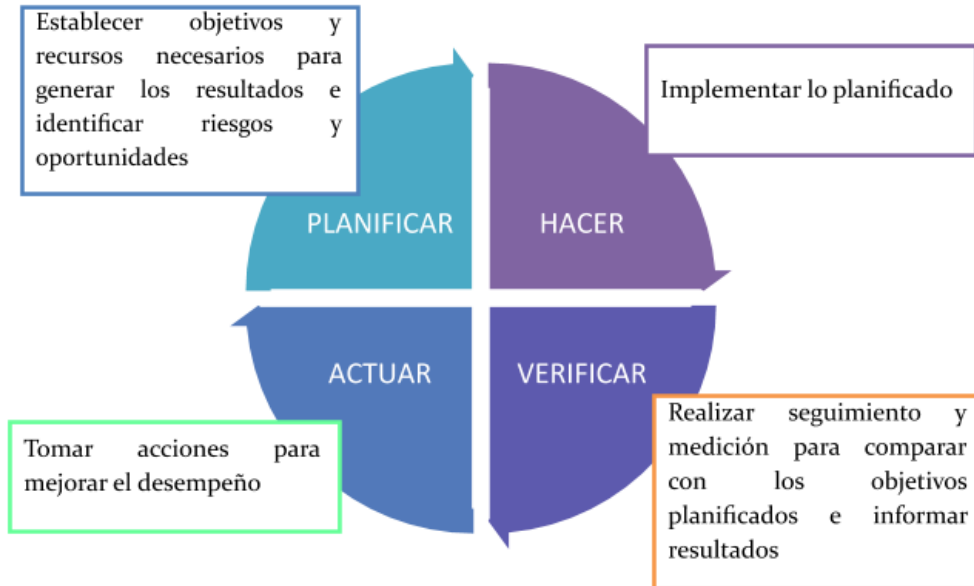 Establecer objetivos y
recursos necesarios para
generar los resultados e
identificar riesgos y
oportunidades
Implementar lo planificado
PLANIFICAR
HACER
ACTUAR
VERIFICAR
Tomar acciones para
mejorar el desempeño
Realizar seguimiento y
medición para comparar
con los objetivos
planificados e informar
resultados